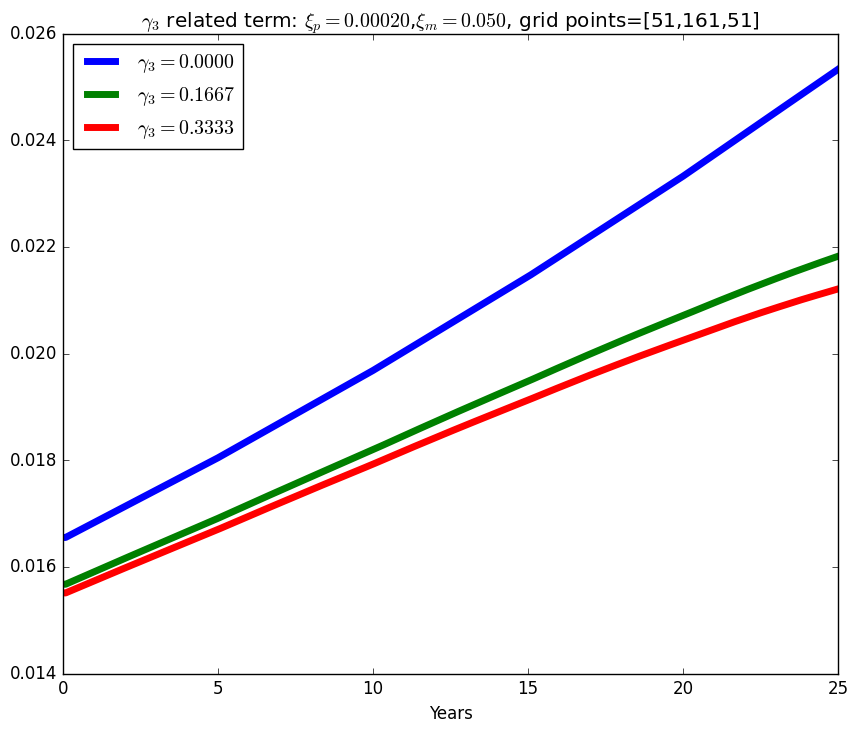 γ₃ related term: ξₚ = 0.00020,ξₘ = 0.050, grid points=[51,161,51]
γ₃ = 0.0000
γ₃ = 0.1667
γ₃ = 0.3333
0.026
0.024
0.022
0.020
0.018
0.016
0.014
0 5 10 15 20 25
Years